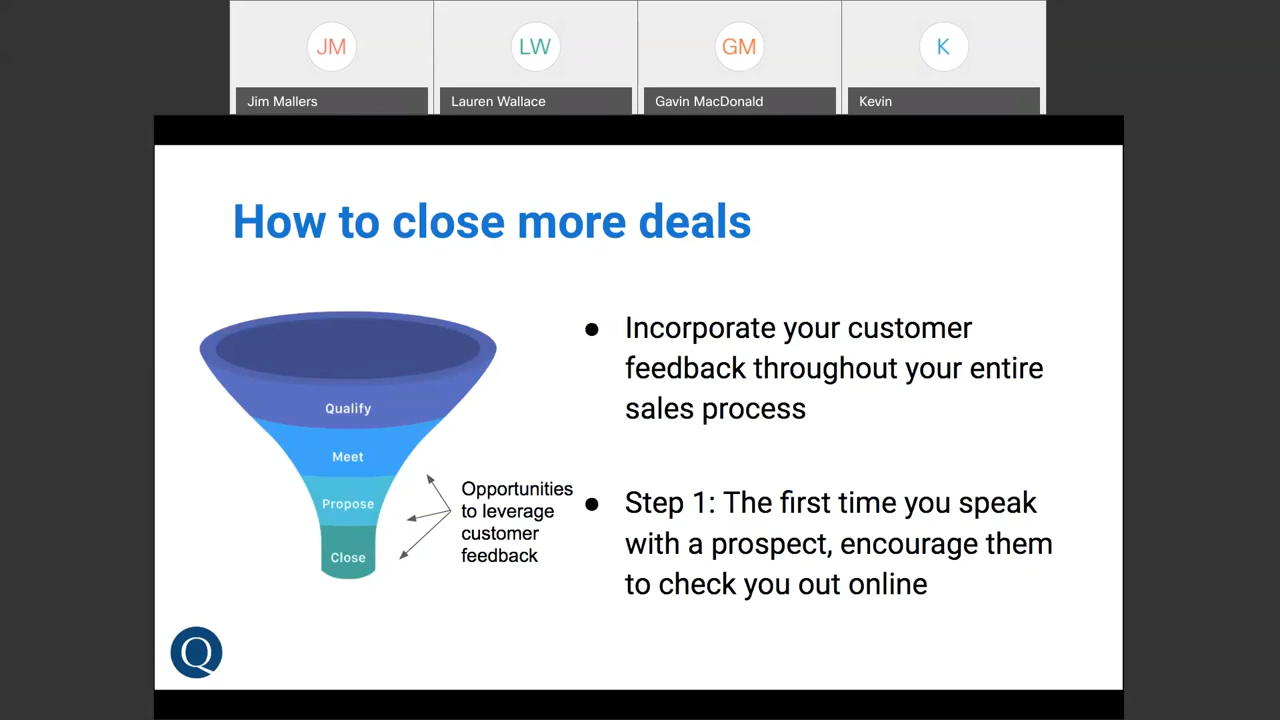 JM
LW
GM
K
Jim Mallers
Lauren Wallace
Gavin MacDonald
Kevin
How to close more deals
Qualify
Meet
Propose
Close
Opportunities
to leverage
customer
feedback
● Incorporate your customer
feedback throughout your entire
sales process
● Step 1: The first time you speak
with a prospect, encourage them
to check you out online
Q